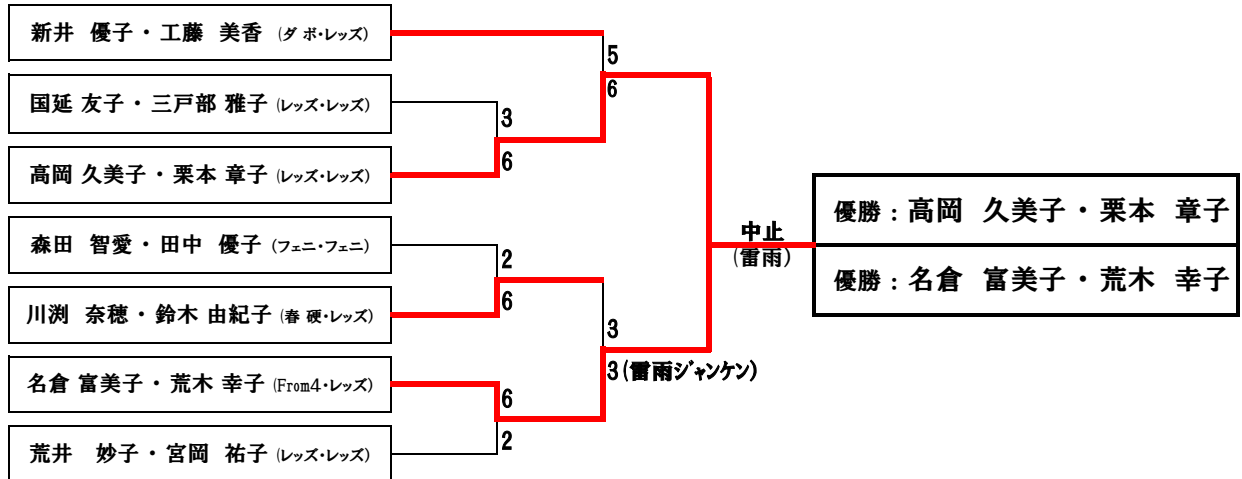 新井 優子・工藤 美香 (ダボ・レッズ)
5
6
国延 友子・三戸部 雅子 (レッズ・レッズ)
3
6
高岡 久美子・栗本 章子 (レッズ・レッズ)
優勝：高岡 久美子・栗本 章子
中止
(雷雨)
優勝：名倉 富美子・荒木 幸子
森田 智愛・田中 優子 (フェニ・フェニ)
2
6
川渕 奈穂・鈴木 由紀子 (春硬・レッズ)
3
3(雷雨ジャンケン)
名倉 富美子・荒木 幸子 (From4・レッズ)
6
2
荒井 妙子・宮岡 祐子 (レッズ・レッズ)